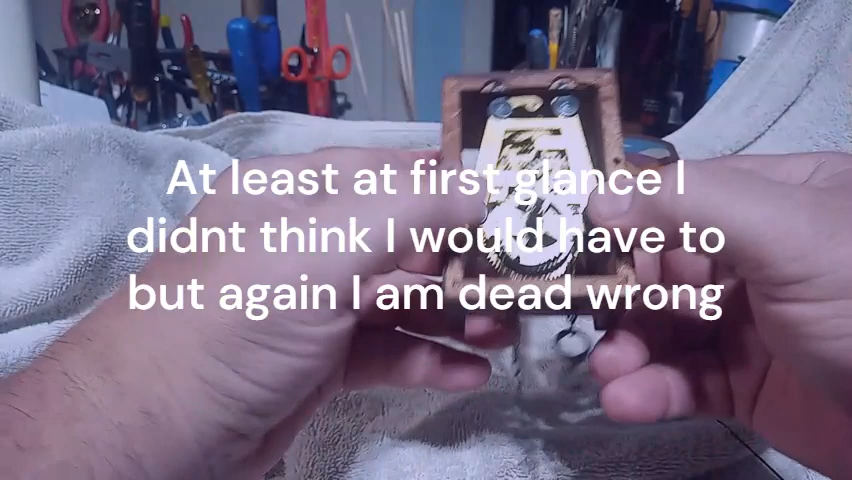 At least at first glance I
didnt think I would have to
but again I am dead wrong